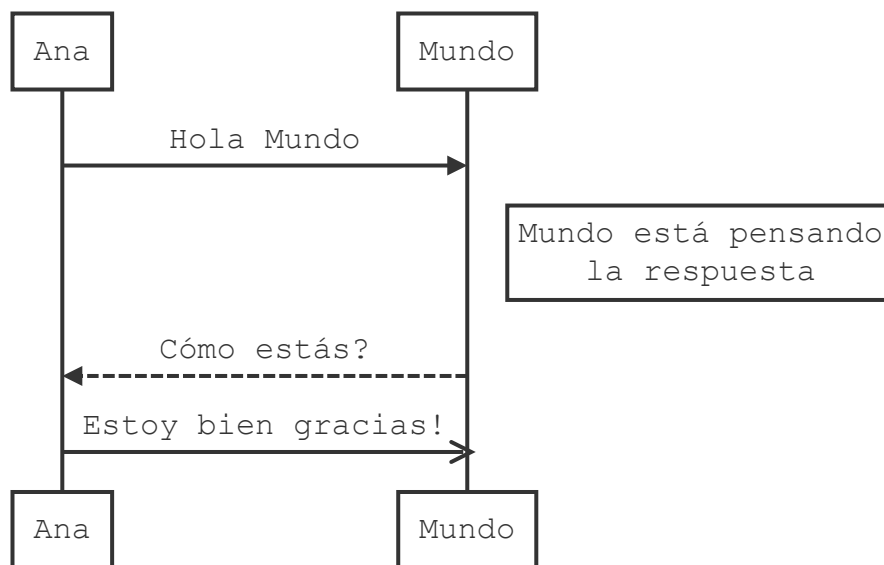 Ana
Mundo
Hola Mundo
Mundo está pensando
la respuesta
Cómo estás?
Estoy bien gracias!
Ana
Mundo